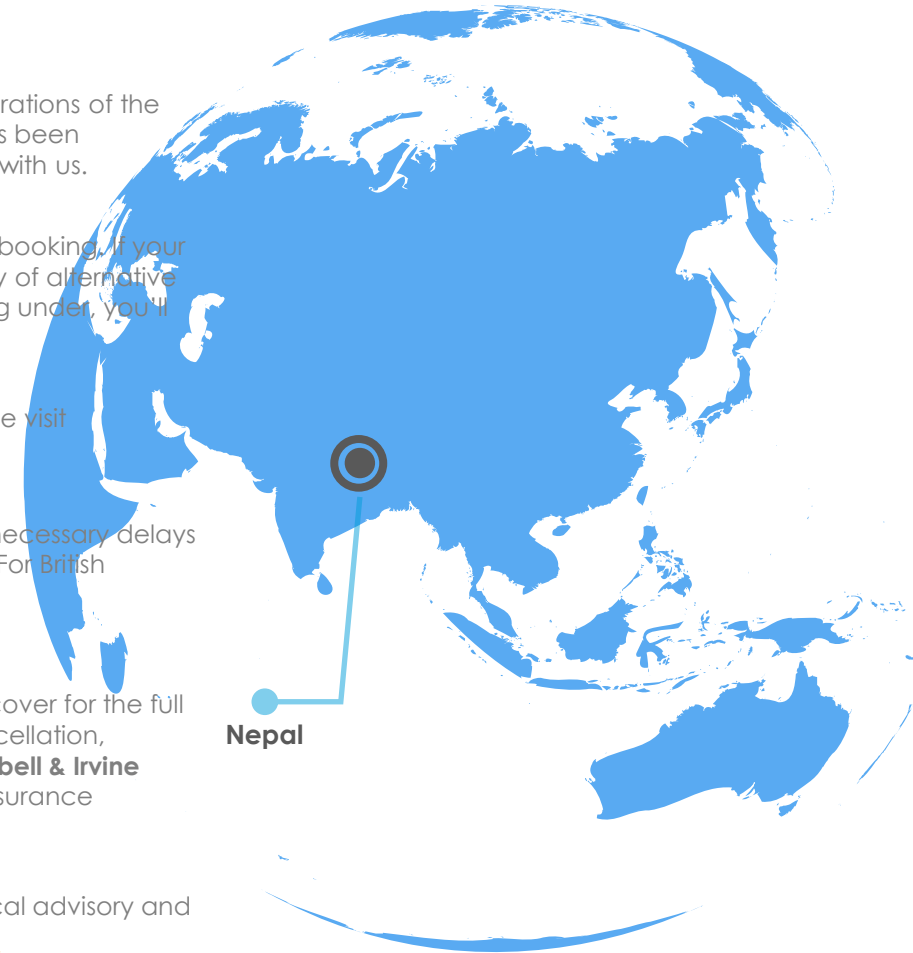 rations of the
s been
with us.
booking. If your
y of alternative
g under, you'll
e visit
necessary delays
For British
cover for the full
cellation,
bell & Irvine
surance
cal advisory and
Nepal